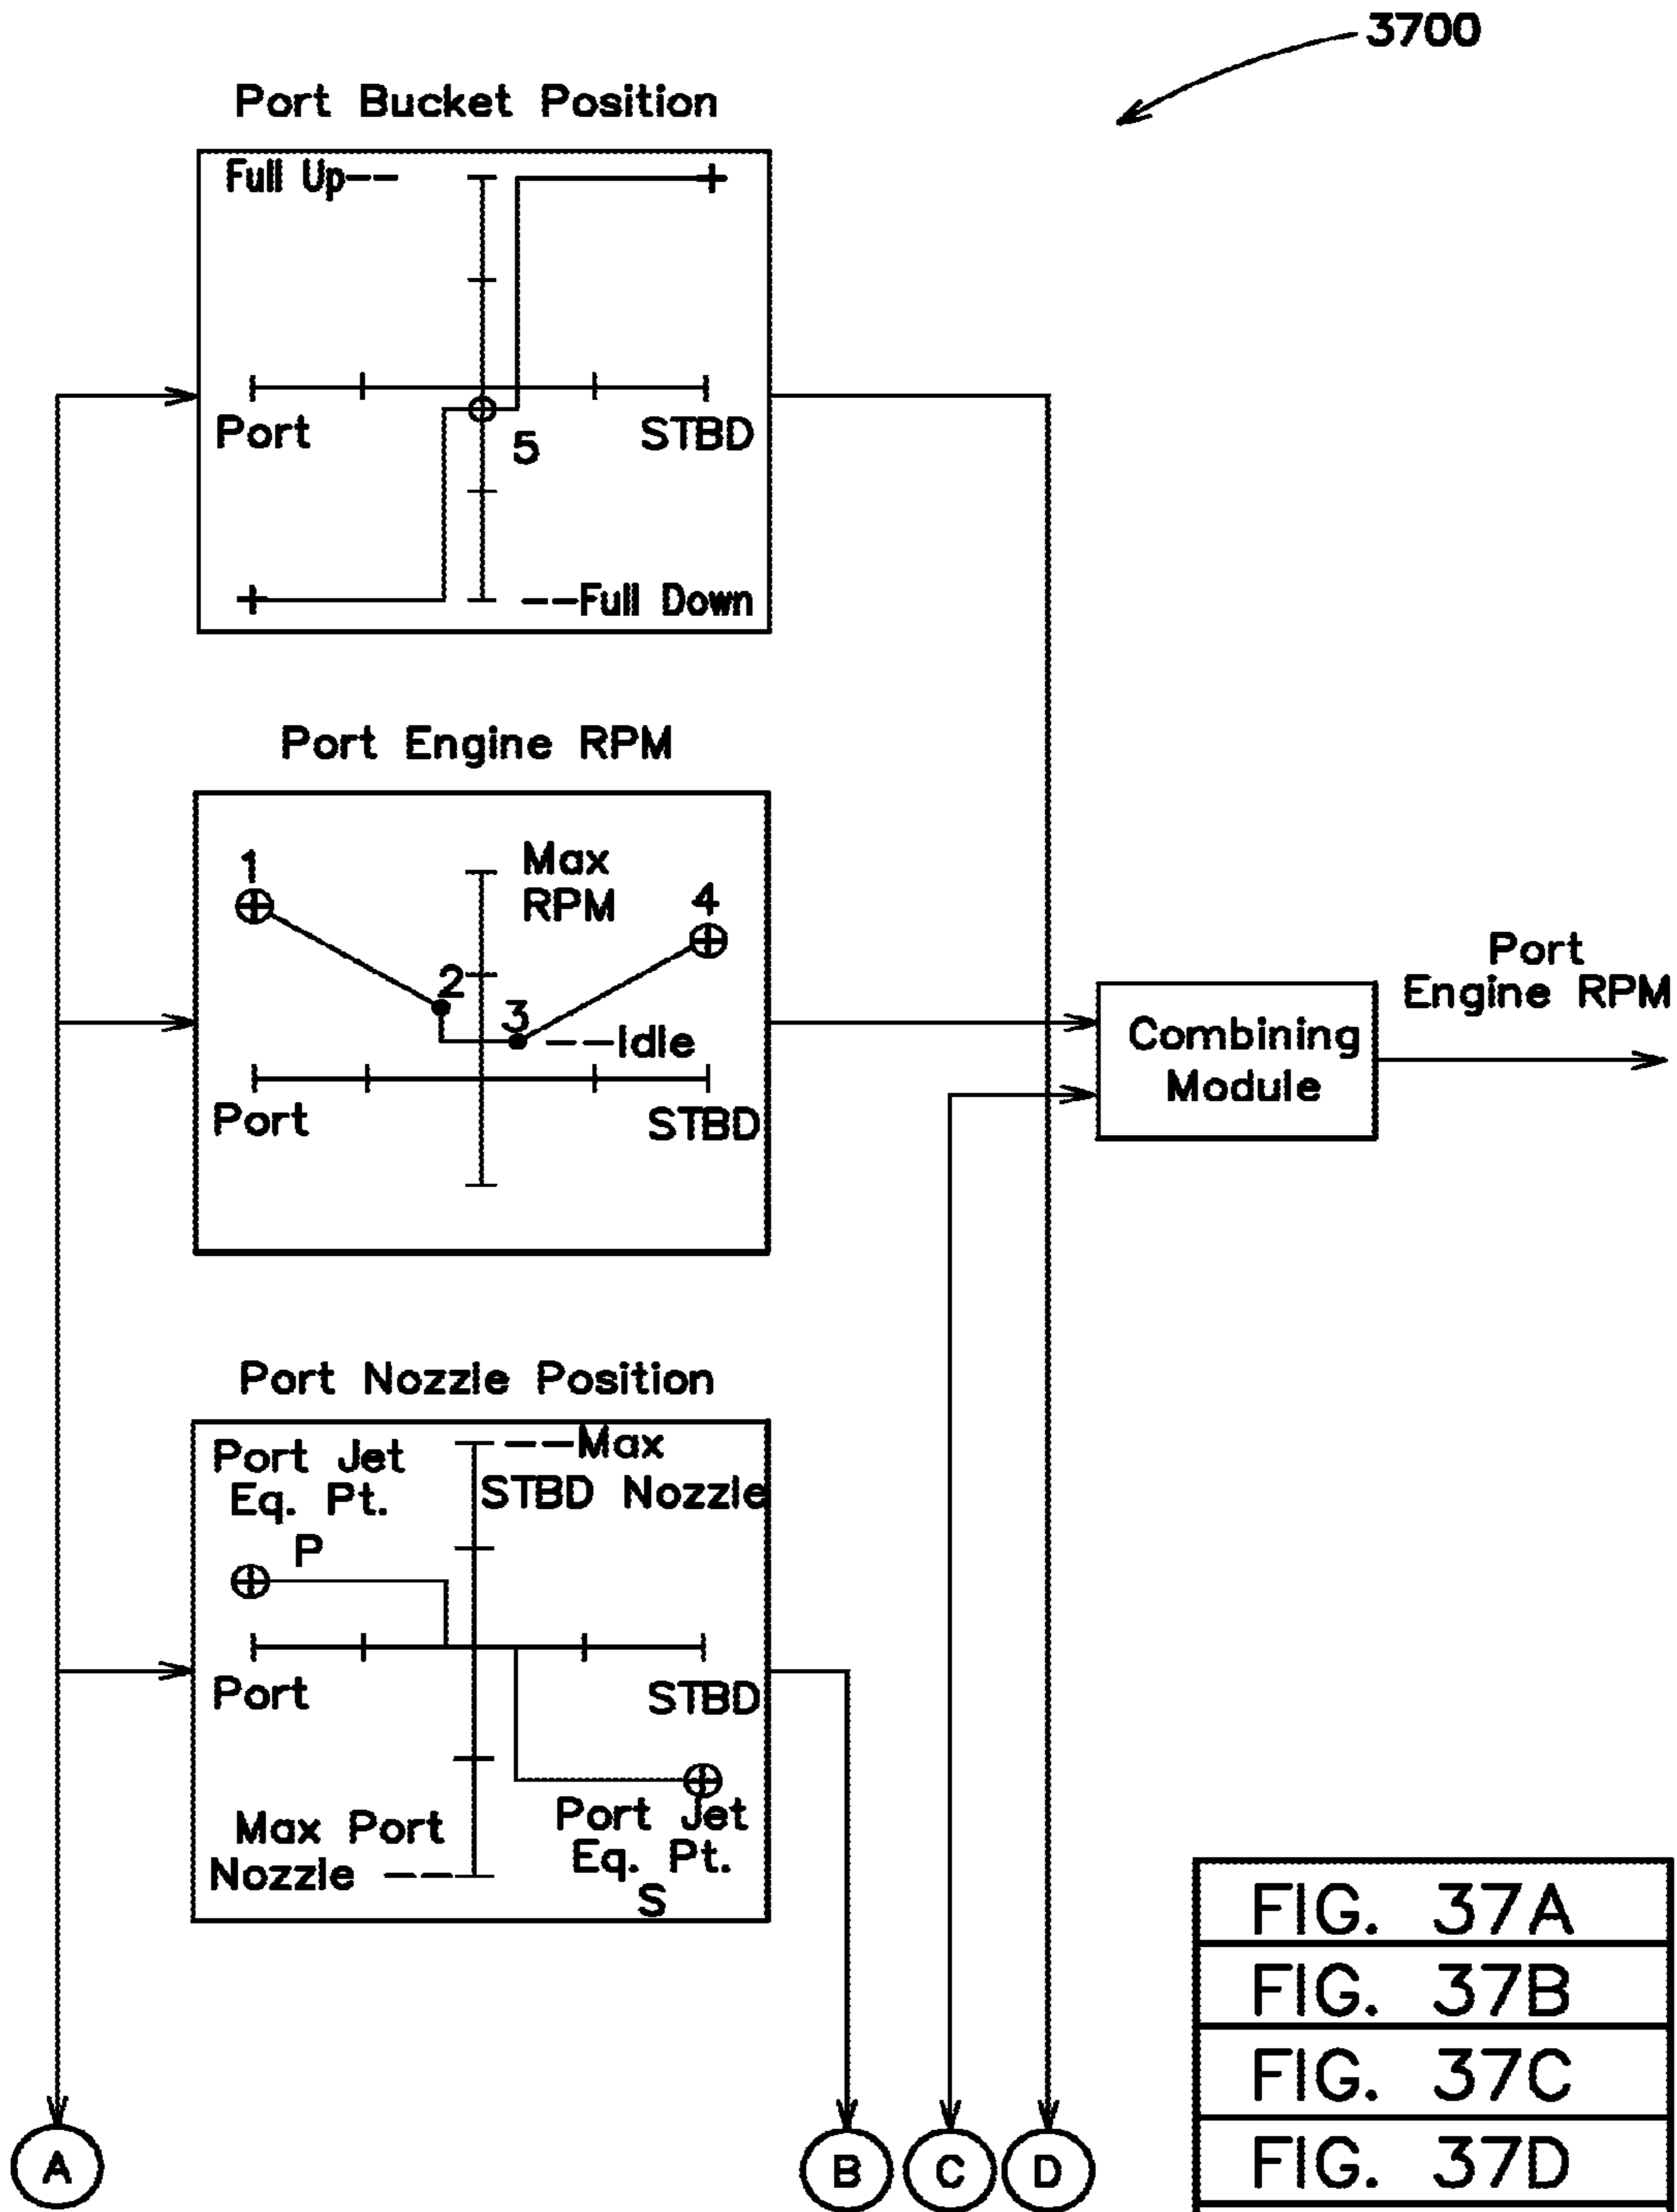 3700
Port Bucket Position
Full Up--
Port
STBD
5
--Full Down
Port Engine RPM
1
Max
RPM
4
2
3
--Idle
Port
STBD
Combining
Module
Port
Engine RPM
Port Nozzle Position
Port Jet
Eq. Pt.
P
--Max
STBD Nozzle
Port
STBD
Max Port
Nozzle --
Port Jet
Eq. Pt.
S
A
B
C
D
FIG. 37A
FIG. 37B
FIG. 37C
FIG. 37D